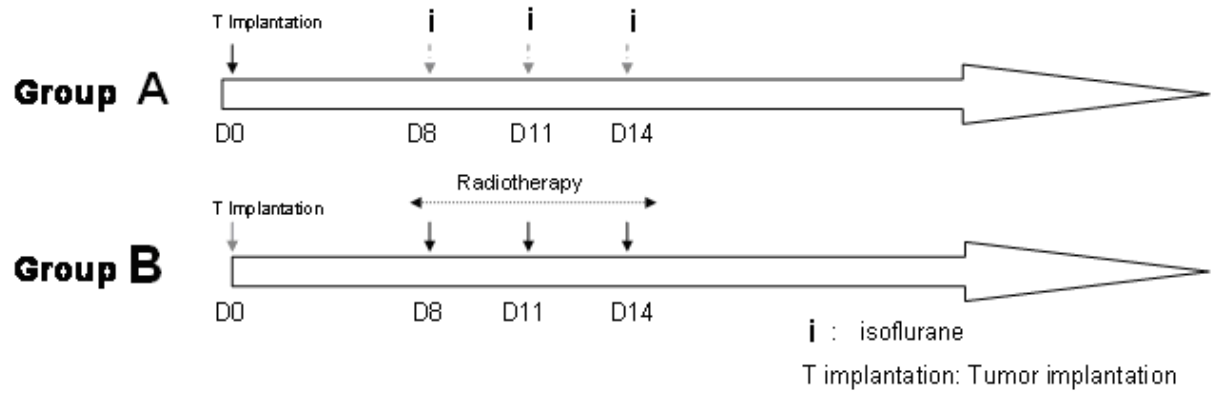 T Implantation i i i
Group A
D0 D8 D11 D14
Radiotherapy
T Implantation
Group B
D0 D8 D11 D14
i : isoflurane
T implantation: Tumor implantation